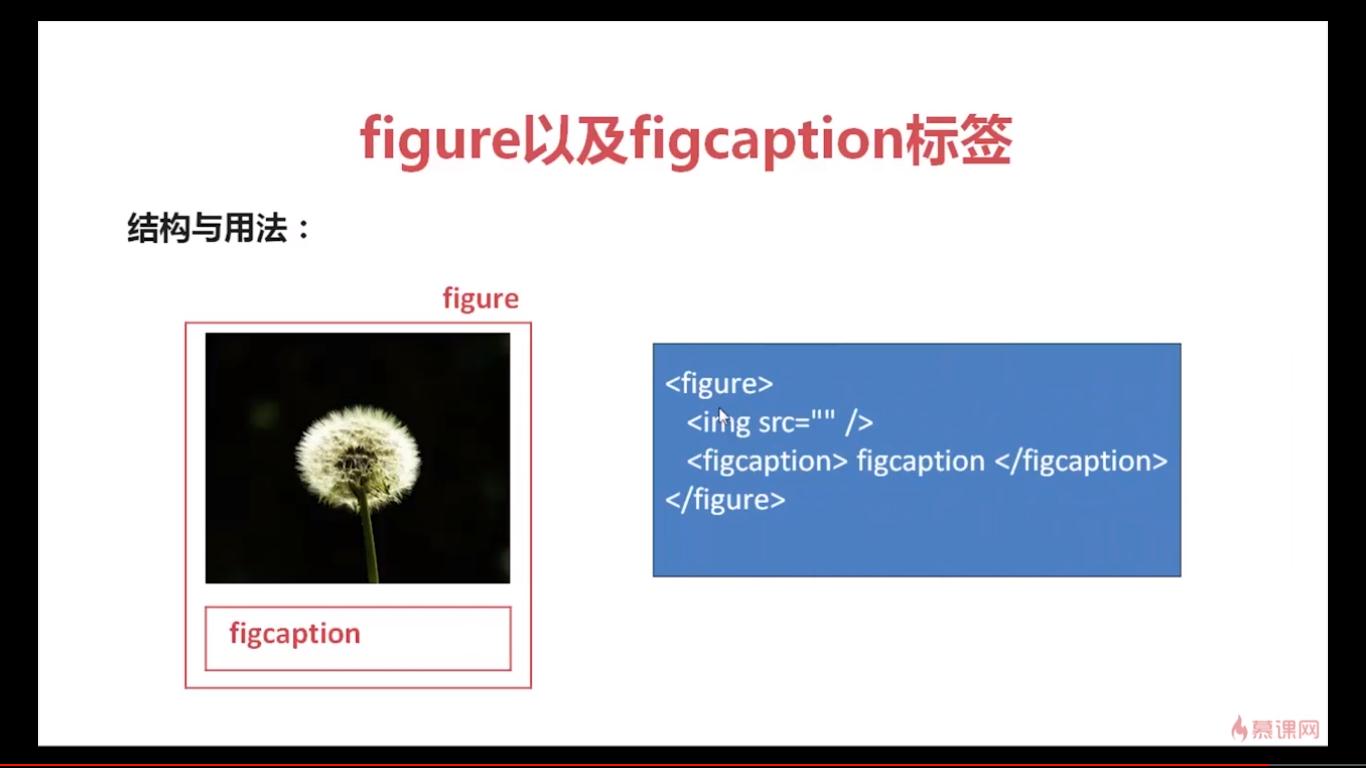 figure以及figcaption标签
结构与用法：
figure
figcaption
<figure>
<img src="" />
<figcaption> figcaption </figcaption>
</figure>
慕课网